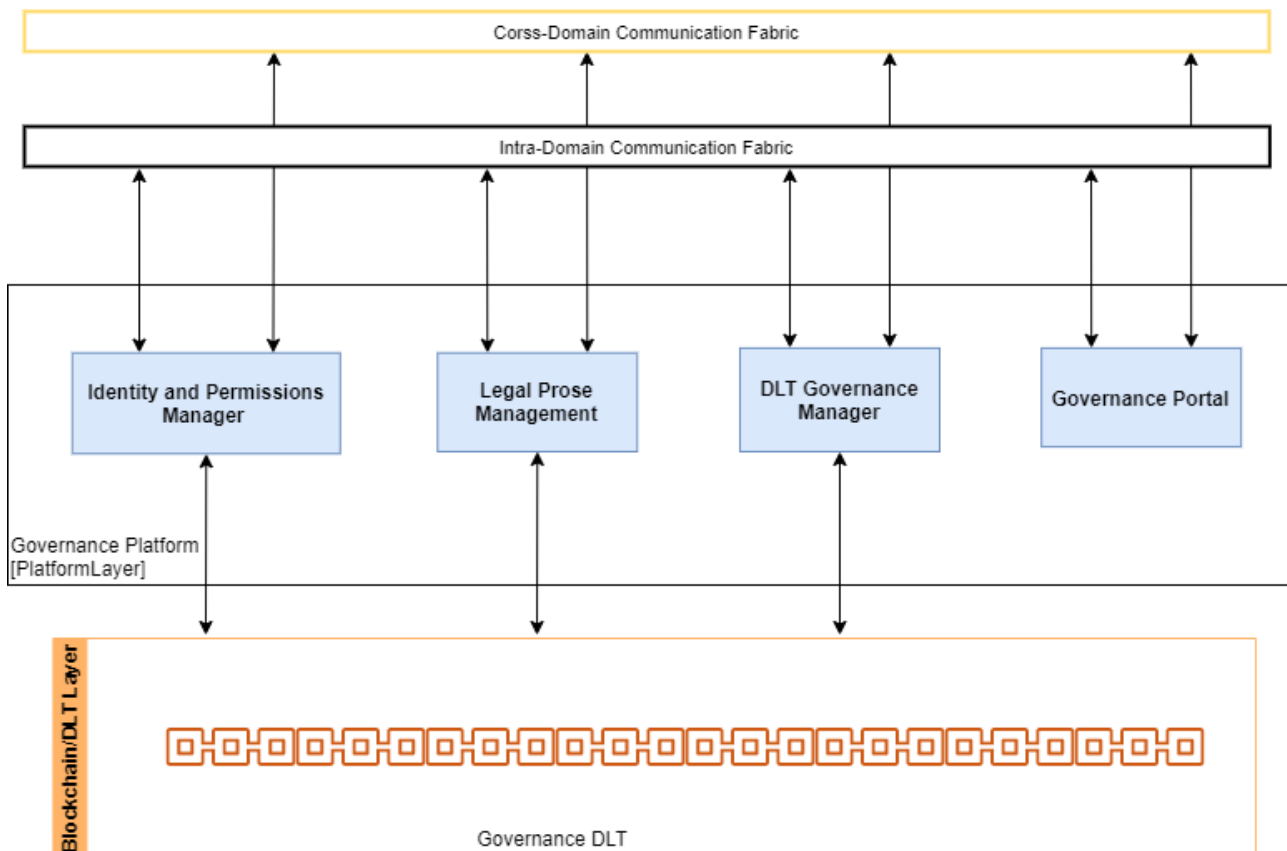 Corss-Domain Communication Fabric
Intra-Domain Communication Fabric
Identity and Permissions
Manager
Legal Prose
Management
DLT Governance
Manager
Governance Portal
Governance Platform
[PlatformLayer]
Blockchain/DLT Layer
Governance DLT